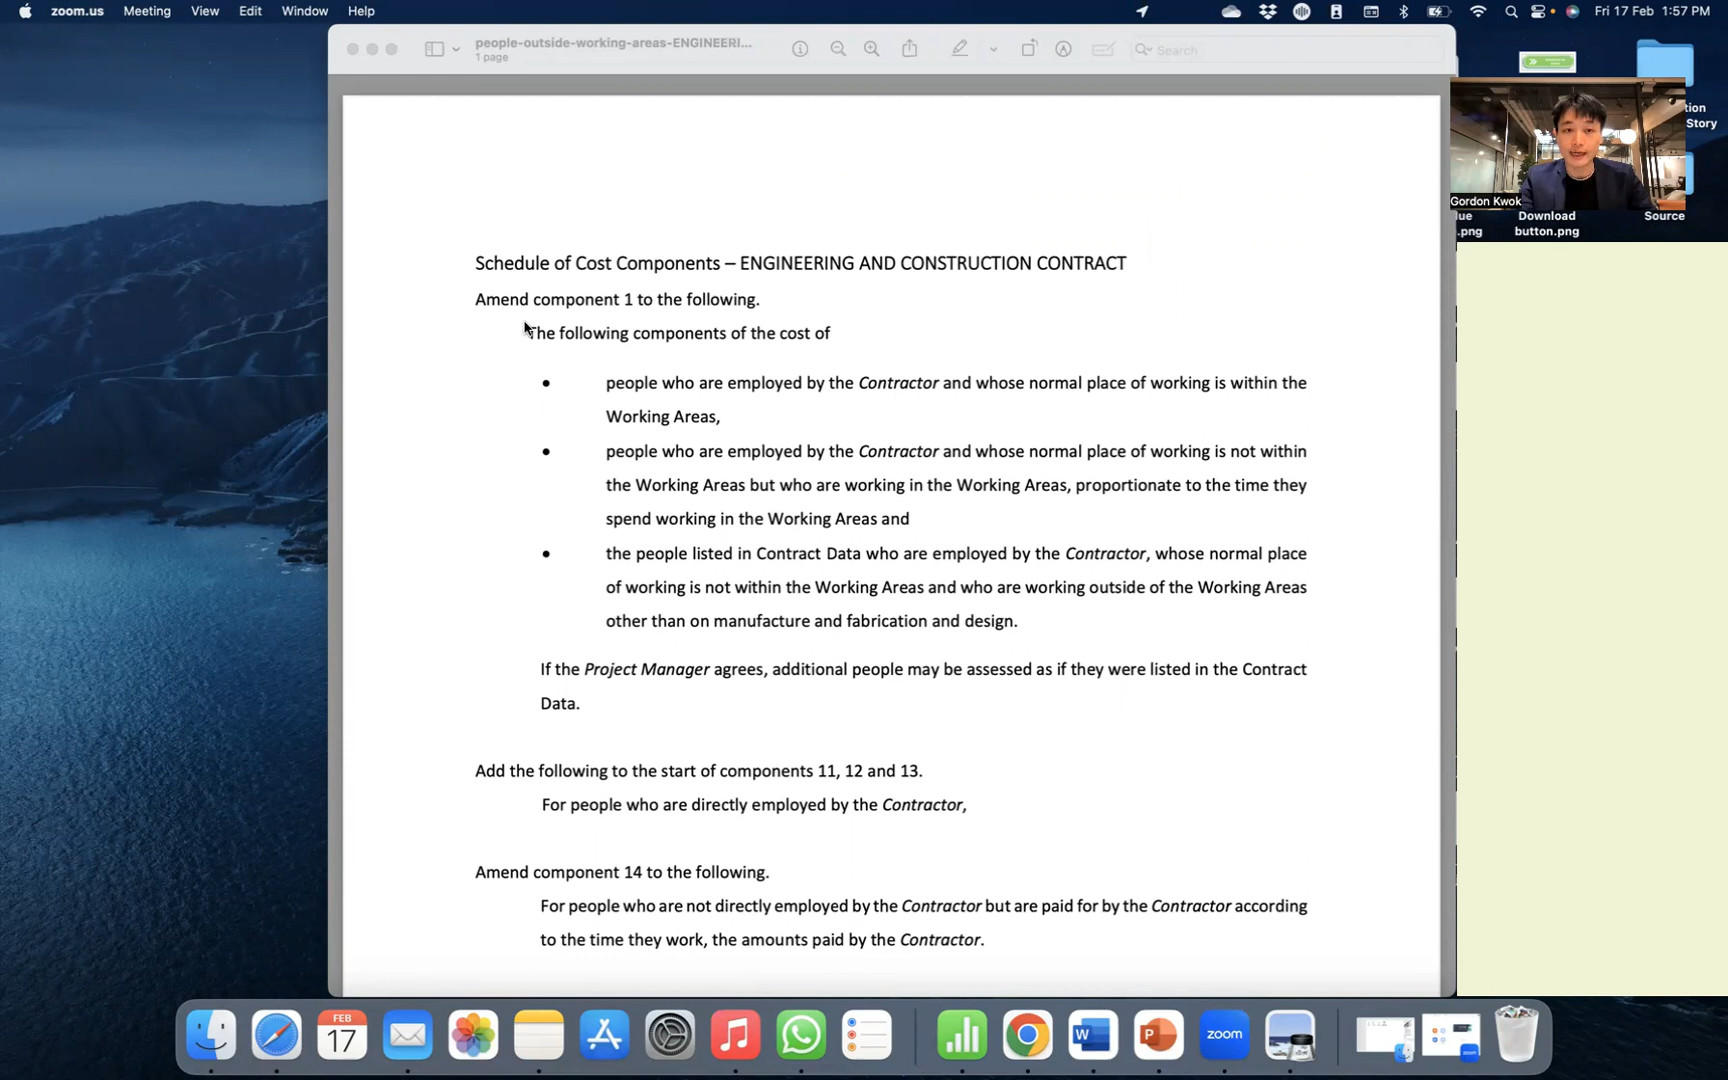 zoom.us Meeting View Edit Window Help
Fri 17 Feb 1:57 PM
people-outside-working-areas-ENGINEERI...
1 page
Search
Gordon Kwok
Story
.png
Download
button.png
Source
Schedule of Cost Components – ENGINEERING AND CONSTRUCTION CONTRACT
Amend component 1 to the following.
The following components of the cost of
• people who are employed by the Contractor and whose normal place of working is within the
Working Areas,
• people who are employed by the Contractor and whose normal place of working is not within
the Working Areas but who are working in the Working Areas, proportionate to the time they
spend working in the Working Areas and
• the people listed in Contract Data who are employed by the Contractor, whose normal place
of working is not within the Working Areas and who are working outside of the Working Areas
other than on manufacture and fabrication and design.
If the Project Manager agrees, additional people may be assessed as if they were listed in the Contract
Data.
Add the following to the start of components 11, 12 and 13.
For people who are directly employed by the Contractor,
Amend component 14 to the following.
For people who are not directly employed by the Contractor but are paid for by the Contractor according
to the time they work, the amounts paid by the Contractor.
FEB
17
W
P
zoom